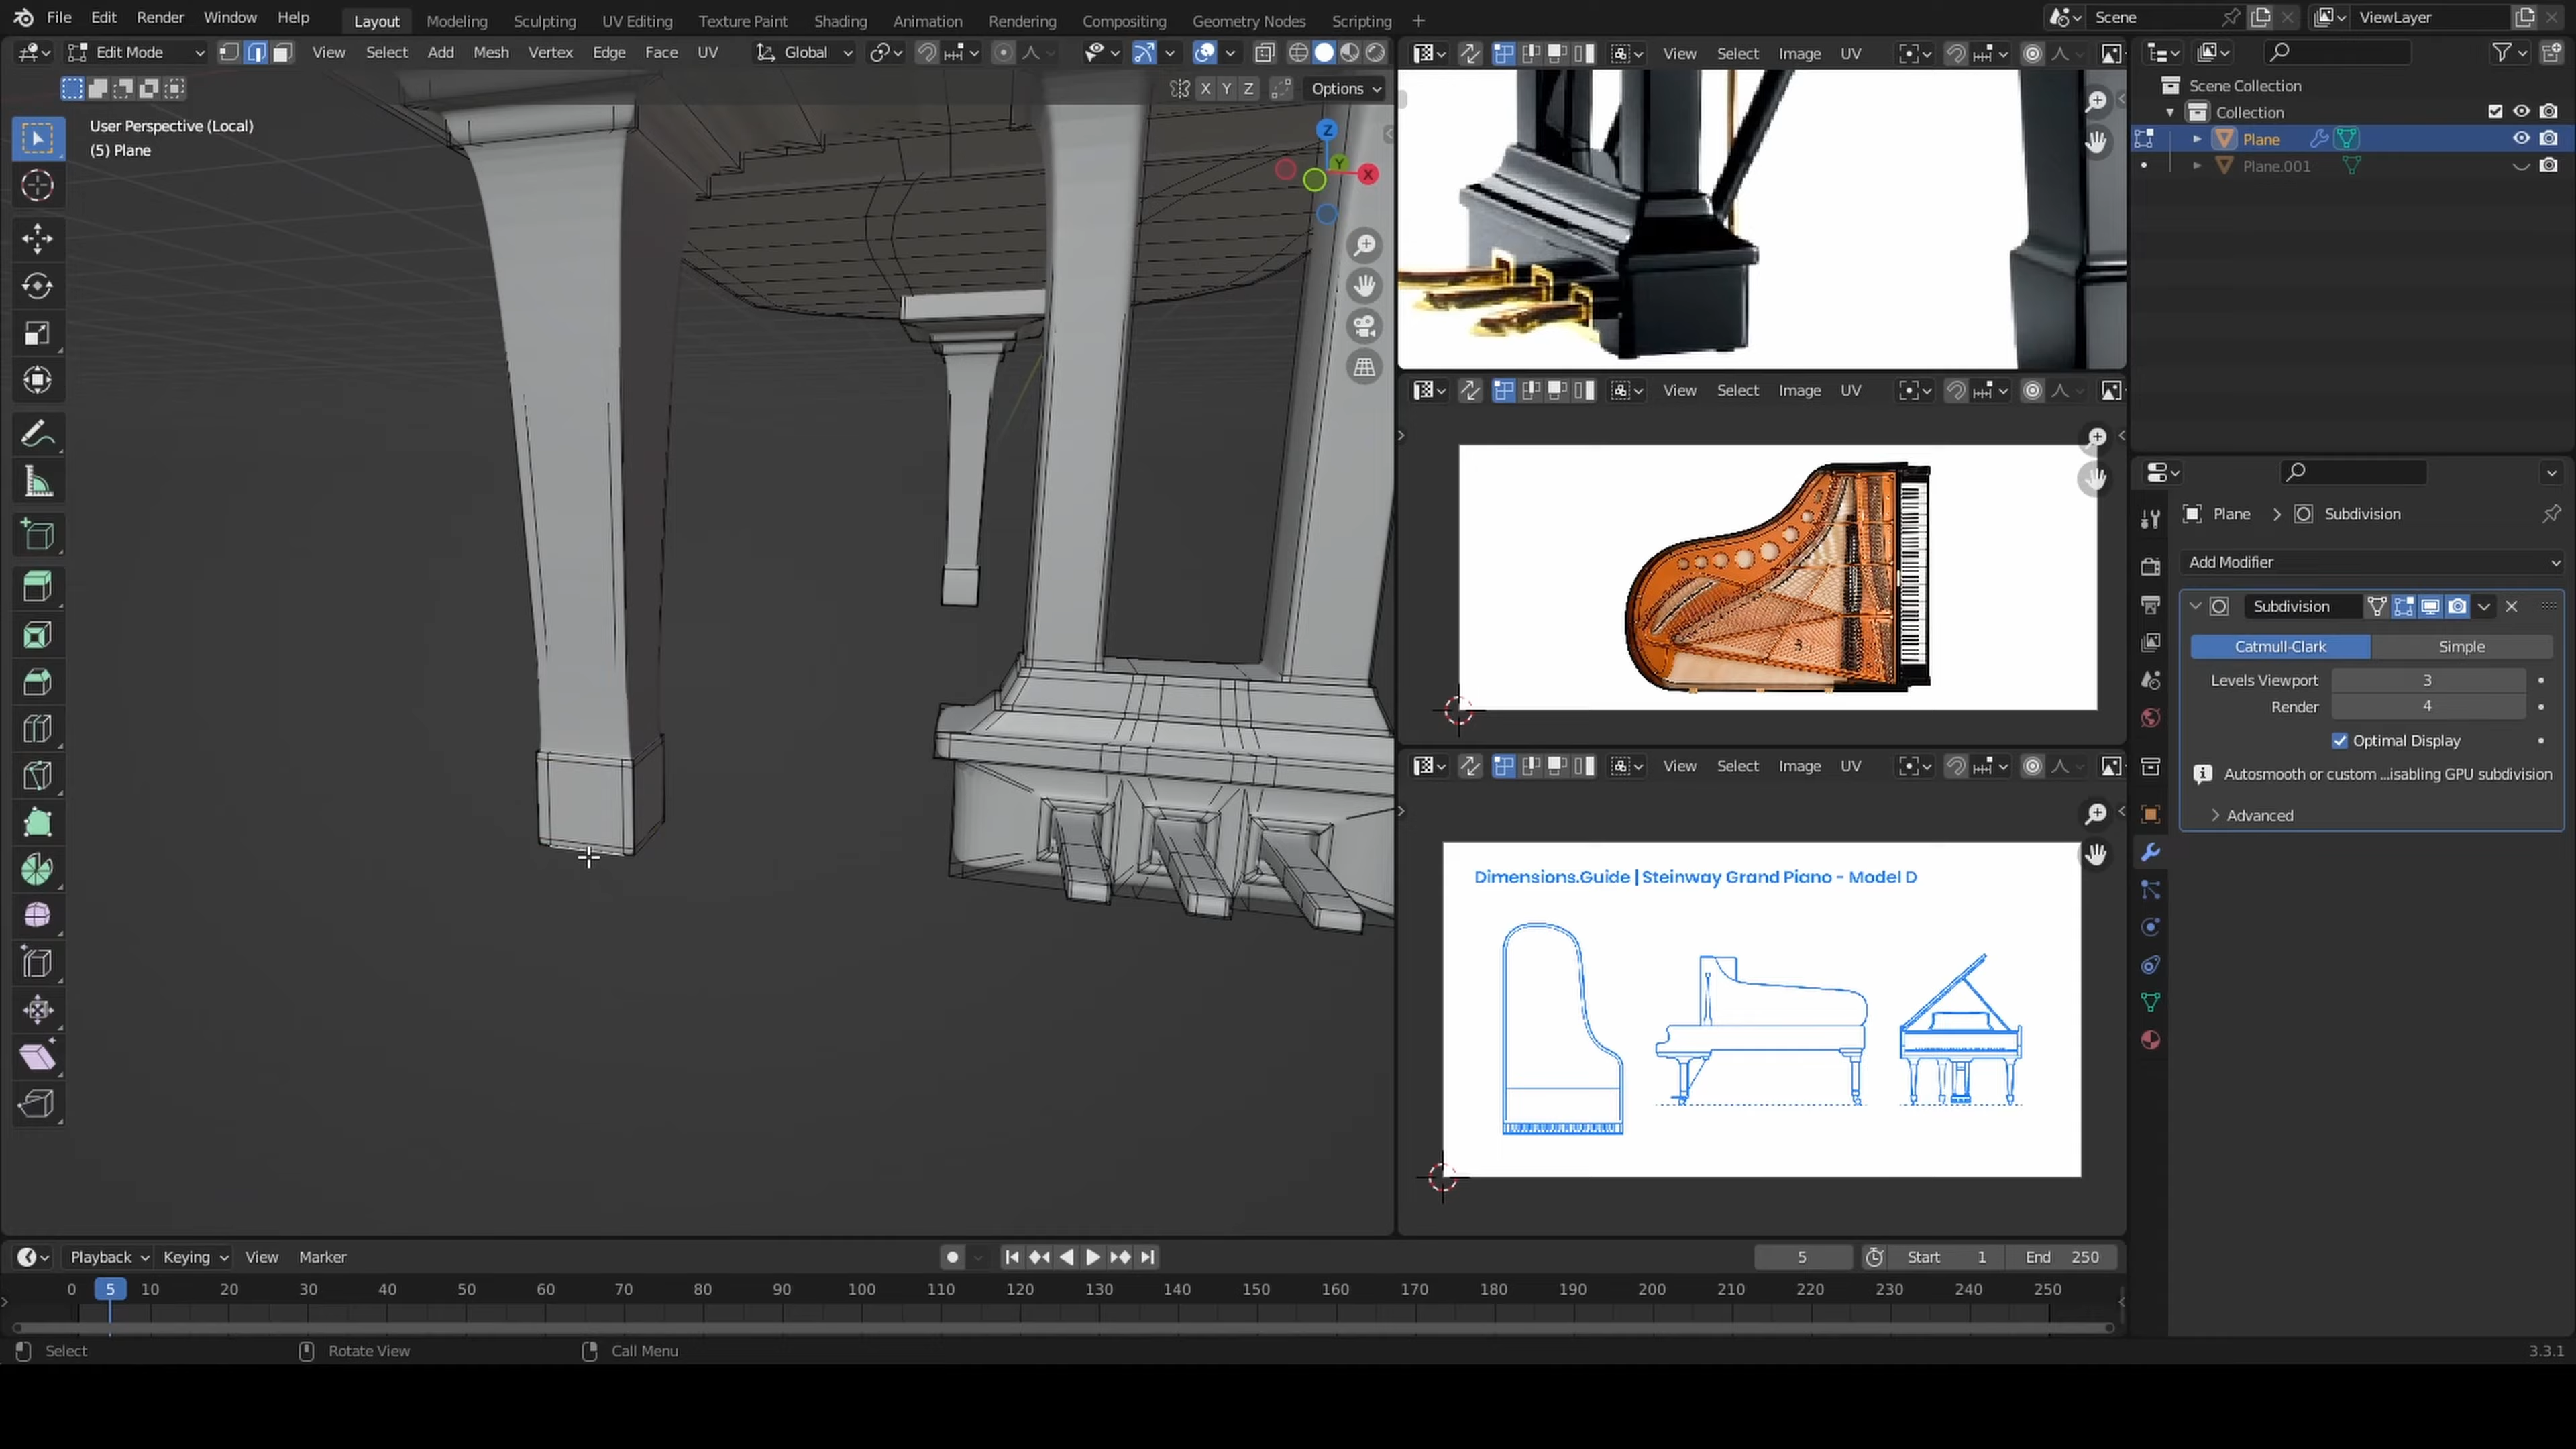 File Edit Render Window Help Layout Modeling Sculpting UV Editing Texture Paint Shading Animation Rendering Compositing Geometry Nodes Scripting + Scene ViewLayer
Edit Mode View Select Add Mesh Vertex Edge Face UV Global
X Y Z Options
User Perspective (Local)
(5) Plane
Z
Y
X
View Select Image UV
View Select Image UV
View Select Image UV
Dimensions.Guide | Steinway Grand Piano - Model D
Scene Collection
Collection
Plane
Plane.001
Plane > Subdivision
Add Modifier
Subdivision
Catmull-Clark Simple
Levels Viewport 3
Render 4
Optimal Display
Autosmooth or custom ...isabling GPU subdivision
Advanced
Playback Keying View Marker 5 Start 1 End 250
0 5 10 20 30 40 50 60 70 80 90 100 110 120 130 140 150 160 170 180 190 200 210 220 230 240 250
Select Rotate View Call Menu 3.3.1